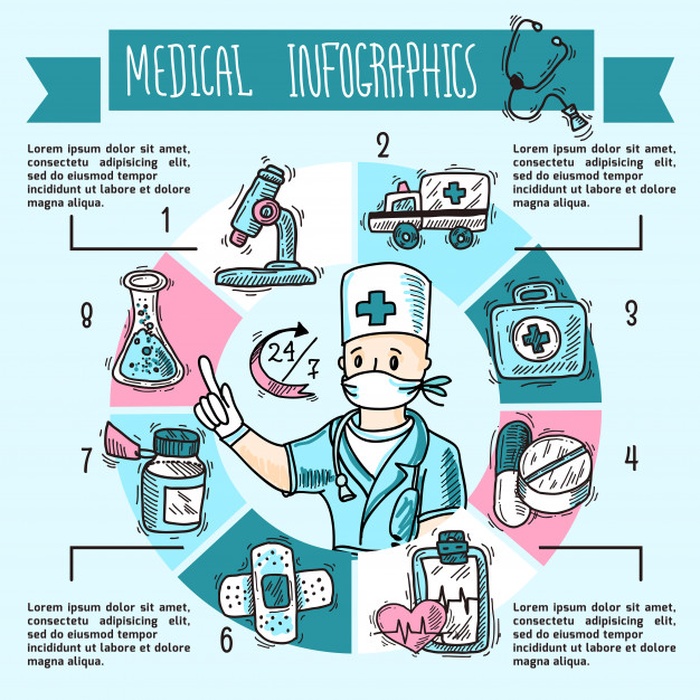 MEDICAL INFOGRAPHICS
Lorem ipsum dolor sit amet,
consectetu adipisicing elit,
sed do eiusmod tempor
incididunt ut labore et dolore
magna aliqua.
Lorem ipsum dolor sit amet,
consectetu adipisicing elit,
sed do eiusmod tempor
incididunt ut labore et dolore
magna aliqua.
1
2
3
4
6
7
8
24/7
Lorem ipsum dolor sit amet,
consectetu adipisicing elit,
sed do eiusmod tempor
incididunt ut labore et dolore
magna aliqua.
Lorem ipsum dolor sit amet,
consectetu adipisicing elit,
sed do eiusmod tempor
incididunt ut labore et dolore
magna aliqua.